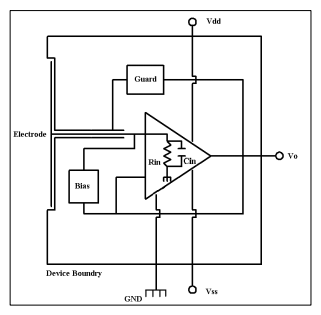 Vdd
Guard
Electrode
Rin
Cin
Vo
Bias
Device Boundry
Vss
GND